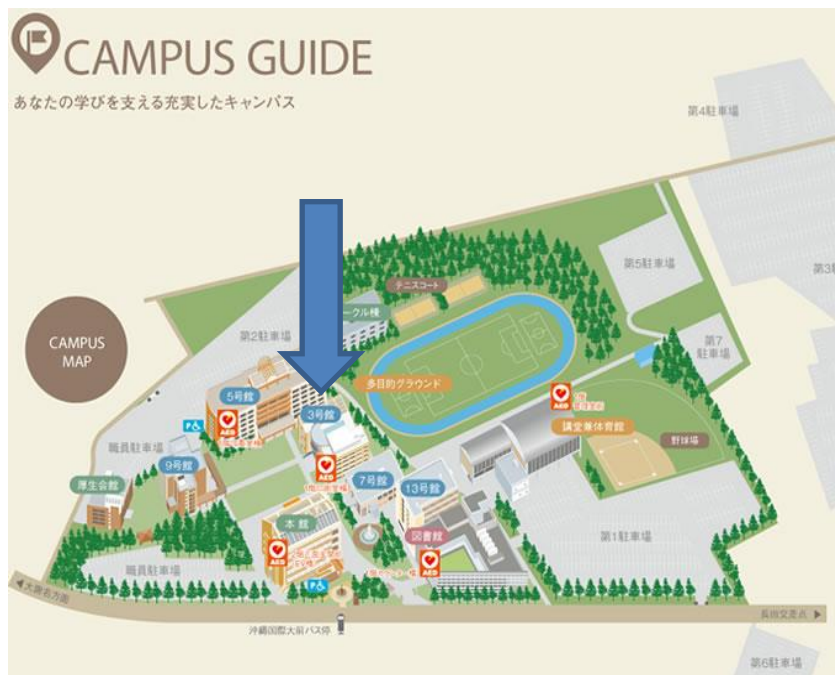 CAMPUS GUIDE
あなたの学びを支える充実したキャンパス
第4駐車場
第5駐車場
第3駐
テニスコート
ークル棟
CAMPUS
MAP
第2駐車場
第7
駐車場
5号館
多目的グラウンド
3号館
AED
AED
講堂兼体育館
野球場
P
職員駐車場
9号館
AED
7号館
13号館
厚生会館
本館
図書館
第1駐車場
AED
AED
職員駐車場
P
◀大謝名方面
長田交差点 ▶
沖縄国際大前バス停
第6駐車場